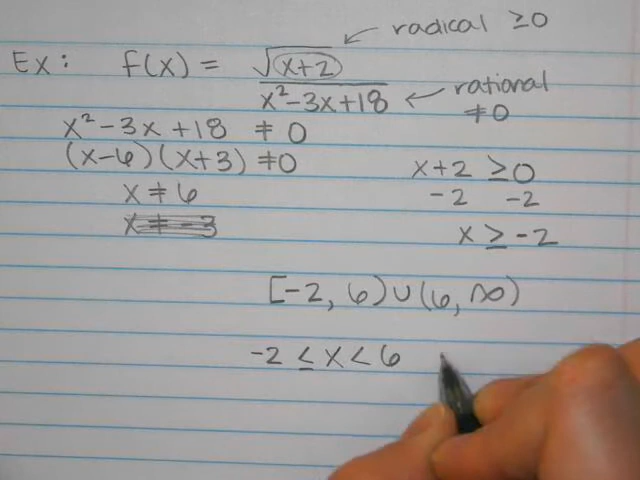 radical ≥0
Ex: f(x) = √(x+2) / x²-3x+18
rational
≠0
x²-3x+18 ≠ 0
(x-6)(x+3) ≠0
x+2 ≥0
x ≠ 6
-2 -2
x ≠ -3
x ≥ -2
[-2, 6)∪(6, ∞)
-2 ≤ x < 6